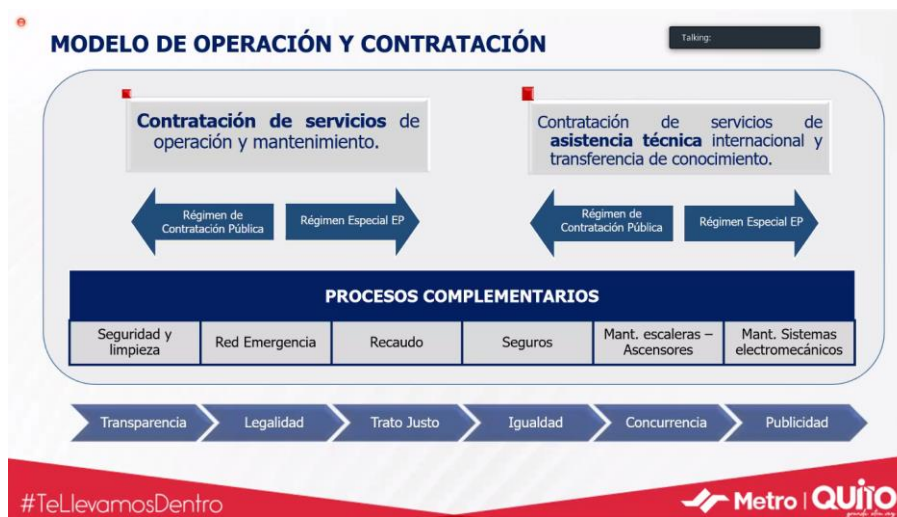 MODELO DE OPERACIÓN Y CONTRATACIÓN
Talking:
Contratación de servicios de
operación y mantenimiento.
Contratación de servicios de
asistencia técnica internacional y
transferencia de conocimiento.
Régimen de
Contratación Pública
Régimen Especial EP
Régimen de
Contratación Pública
Régimen Especial EP
PROCESOS COMPLEMENTARIOS
Seguridad y
limpieza
Red Emergencia
Recaudo
Seguros
Mant. escaleras –
Ascensores
Mant. Sistemas
electromecánicos
Transparencia
Legalidad
Trato Justo
Igualdad
Concurrencia
Publicidad
#TeLlevamosDentro
Metro | QUITO
grande otra vez